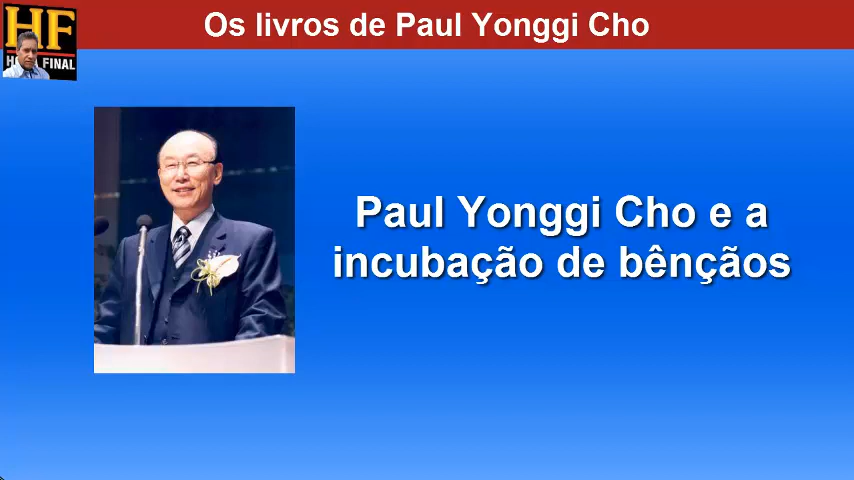 Os livros de Paul Yonggi Cho
HF
FINAL
Paul Yonggi Cho e a
incubação de bênçãos